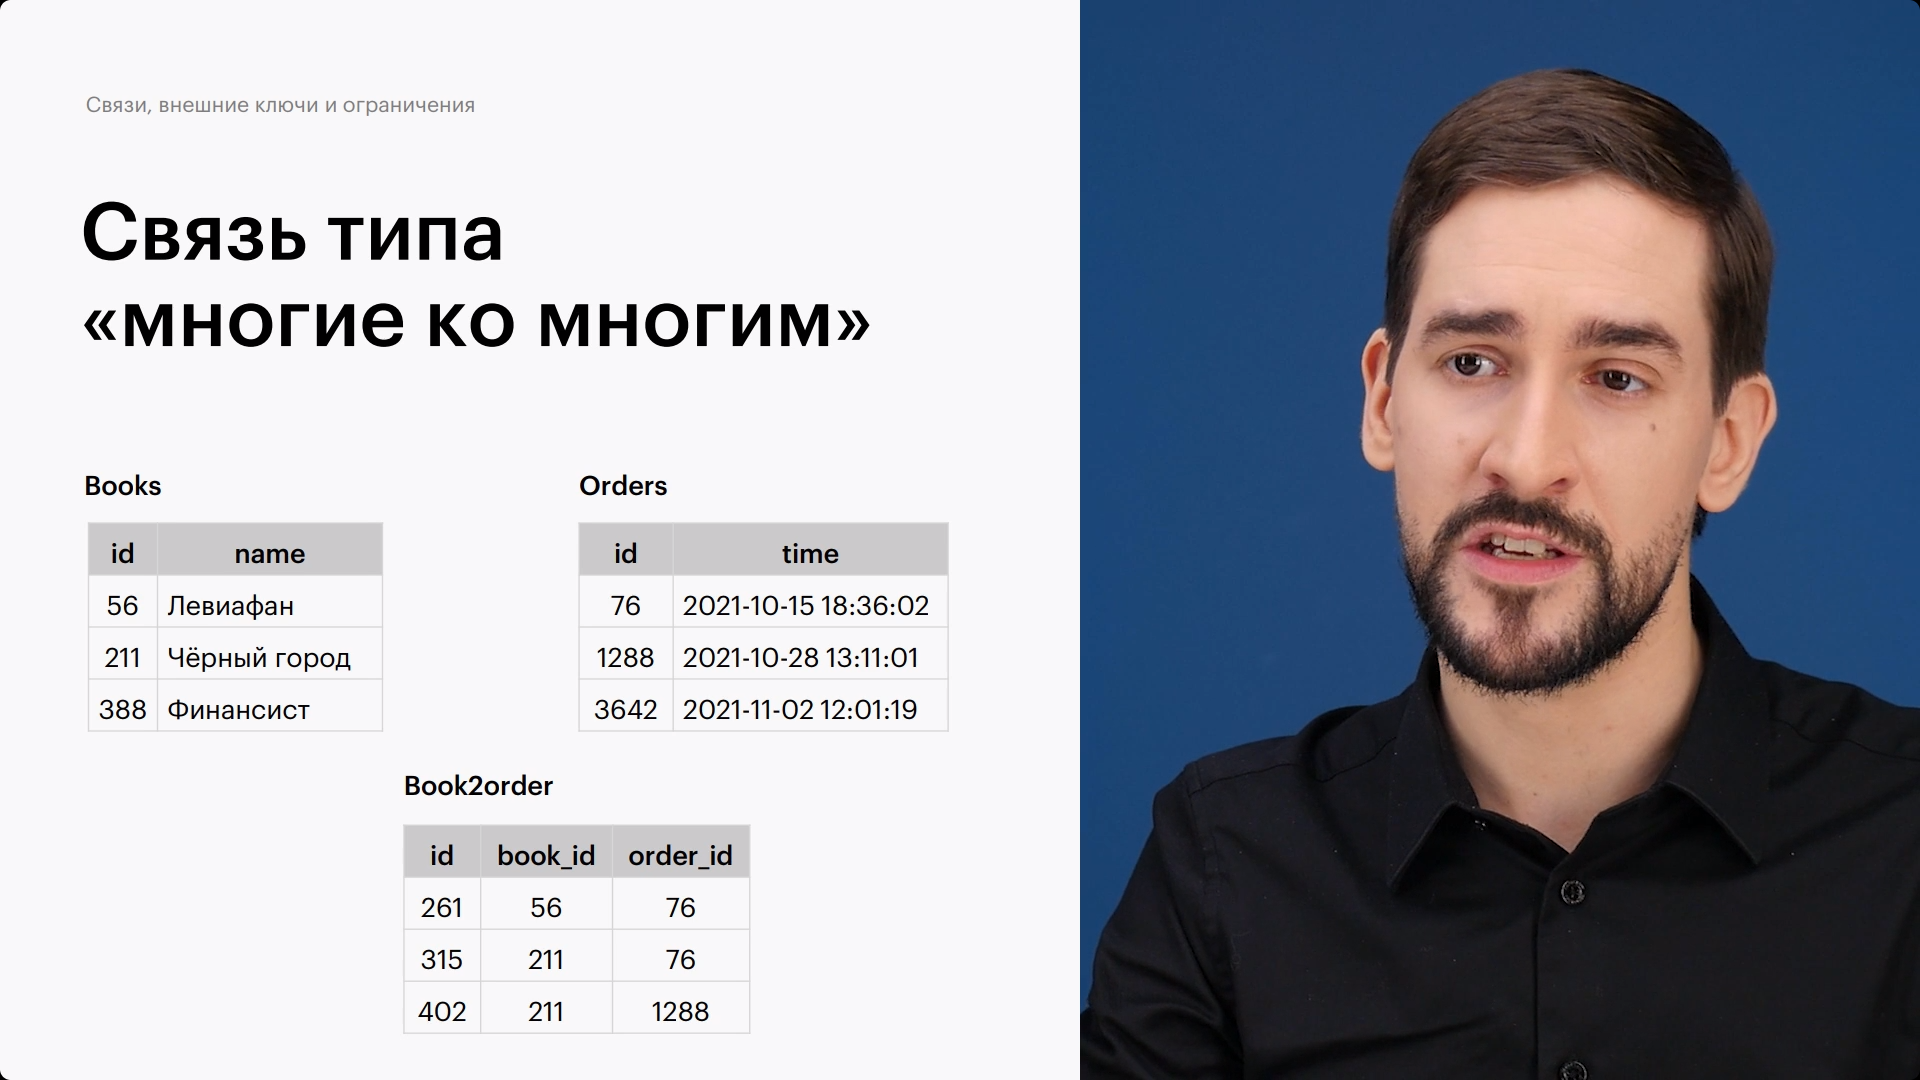 Связи, внешние ключи и ограничения
Связь типа
«многие ко многим»
Books
id name
56 Левиафан
211 Чёрный город
388 Финансист
Orders
id time
76 2021-10-15 18:36:02
1288 2021-10-28 13:11:01
3642 2021-11-02 12:01:19
Book2order
id book_id order_id
261 56 76
315 211 76
402 211 1288